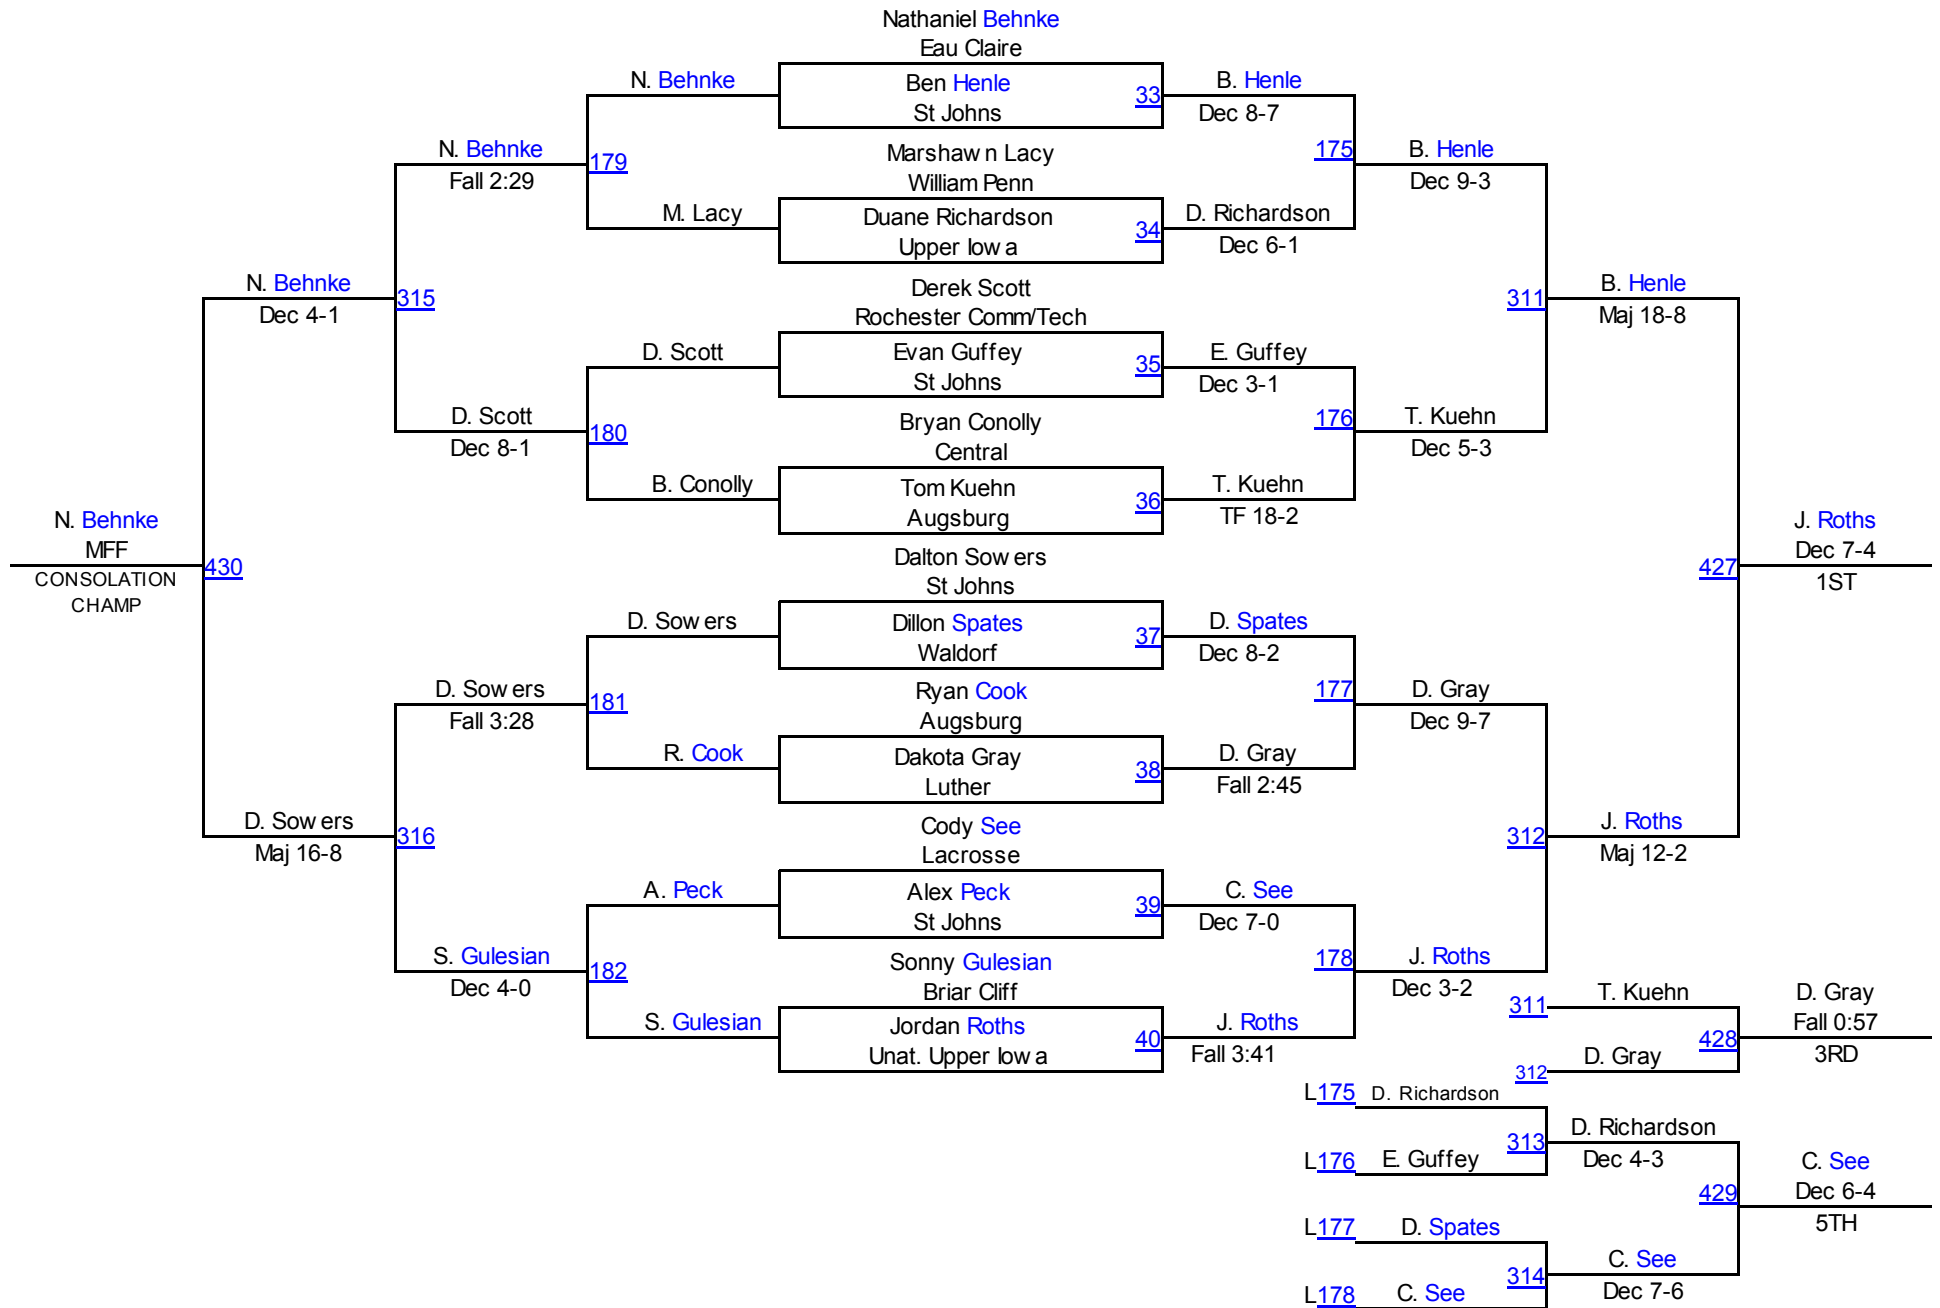 Nathaniel Behnke
Eau Claire
N. Behnke
Ben Henle
33
B. Henle
St Johns
Dec 8-7
N. Behnke
179
Marshawn Lacy
175
B. Henle
Fall 2:29
William Penn
Dec 9-3
M. Lacy
Duane Richardson
34
D. Richardson
Upper Iowa
Dec 6-1
N. Behnke
315
Derek Scott
311
B. Henle
Dec 4-1
Rochester Comm/Tech
Maj 18-8
D. Scott
Evan Guffey
35
E. Guffey
St Johns
Dec 3-1
D. Scott
180
Bryan Conolly
176
T. Kuehn
Dec 8-1
Central
Dec 5-3
B. Conolly
Tom Kuehn
36
T. Kuehn
Augsburg
TF 18-2
N. Behnke
MFF
430
CONSOLATION
CHAMP
Dalton Sowers
St Johns
427
J. Roths
Dec 7-4
1ST
D. Sowers
Dillon Spates
37
D. Spates
Waldorf
Dec 8-2
D. Sowers
181
Ryan Cook
177
D. Gray
Fall 3:28
Augsburg
Dec 9-7
R. Cook
Dakota Gray
38
D. Gray
Luther
Fall 2:45
D. Sowers
316
Cody See
312
J. Roths
Maj 16-8
Lacrosse
Maj 12-2
A. Peck
Alex Peck
39
C. See
St Johns
Dec 7-0
S. Gulesian
182
Sonny Gulesian
178
J. Roths
Dec 4-0
Briar Cliff
Dec 3-2
S. Gulesian
Jordan Roths
40
J. Roths
Unat. Upper Iowa
Fall 3:41
311
T. Kuehn
428
D. Gray
Fall 0:57
3RD
312
D. Gray
L175
D. Richardson
313
D. Richardson
Dec 4-3
L176
E. Guffey
429
C. See
Dec 6-4
5TH
L177
D. Spates
314
C. See
Dec 7-6
L178
C. See